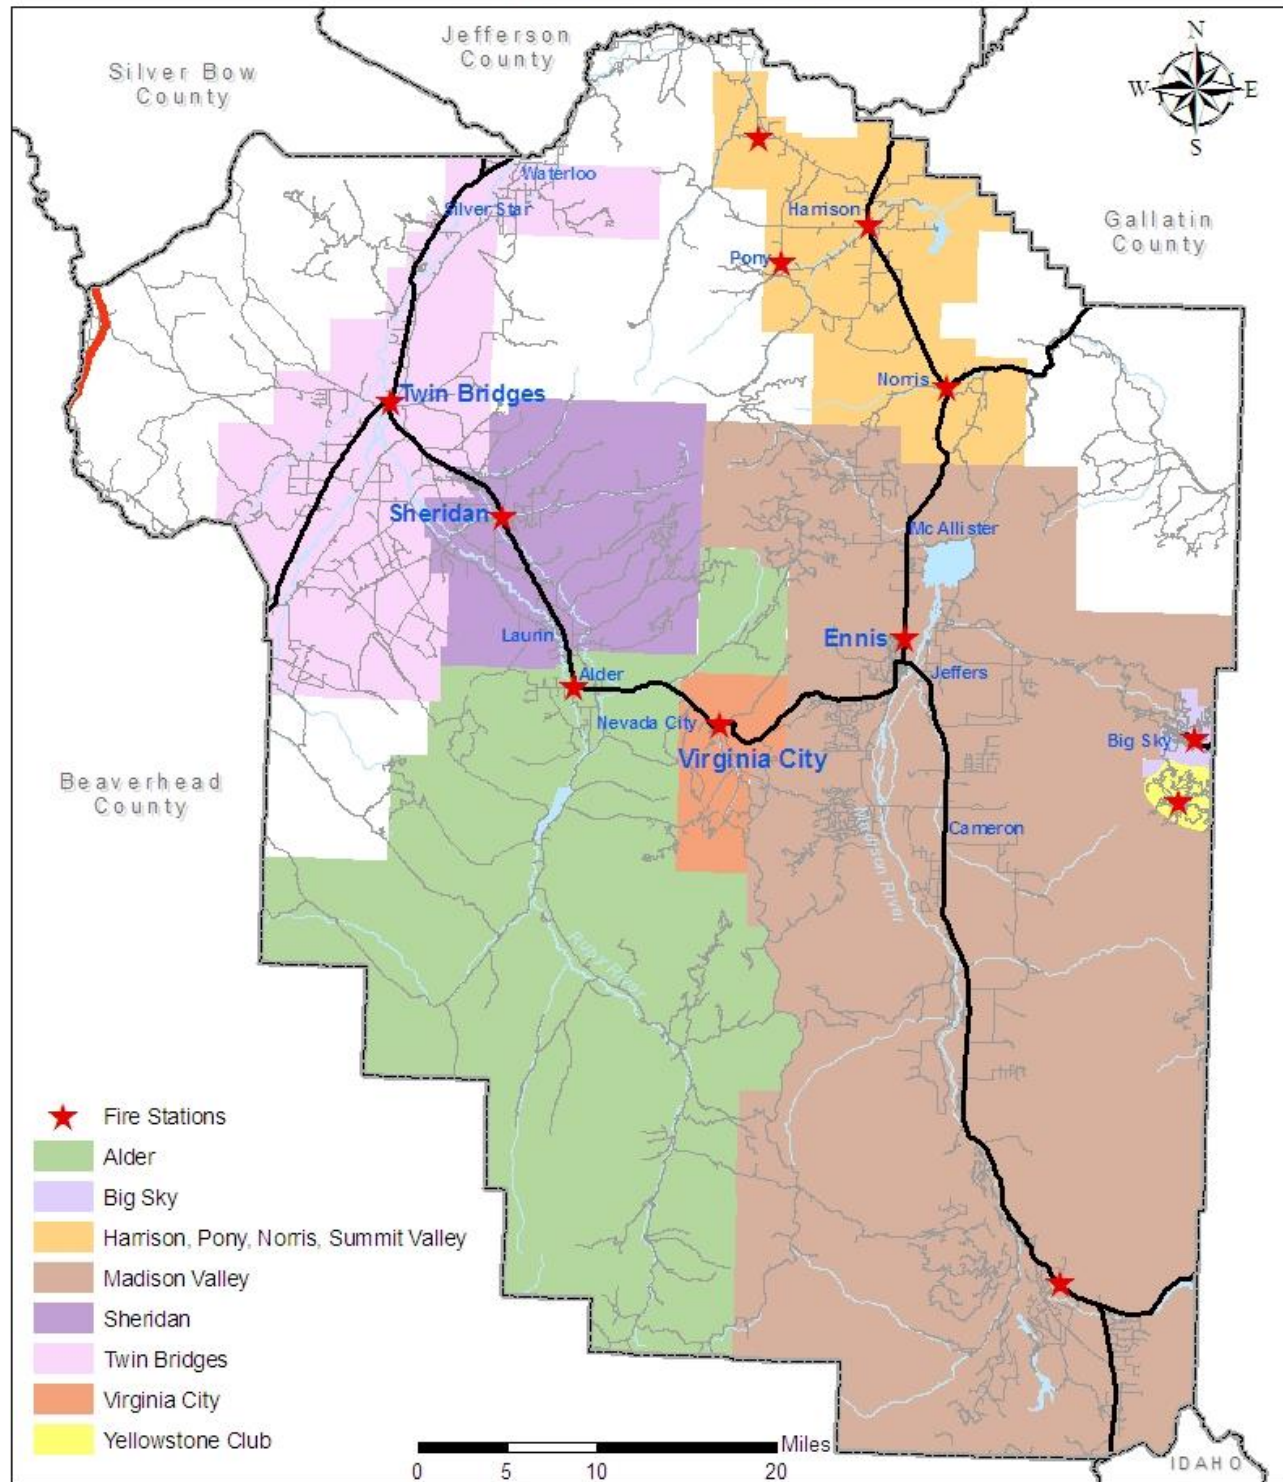 Jefferson
County
Silver Bow
County
N
W
E
S
Waterloo
Silver Star
Harrison
Gallatin
County
Pony
Norris
Twin Bridges
Sheridan
Mc Allister
Laurin
Ennis
Alder
Jeffers
Nevada City
Big Sky
Virginia City
Beaverhead
County
Cameron
Madison River
Ruby River
Fire Stations
Alder
Big Sky
Harrison, Pony, Norris, Summit Valley
Madison Valley
Sheridan
Twin Bridges
Virginia City
Yellowstone Club
Miles
0 5 10 20
IDAHO